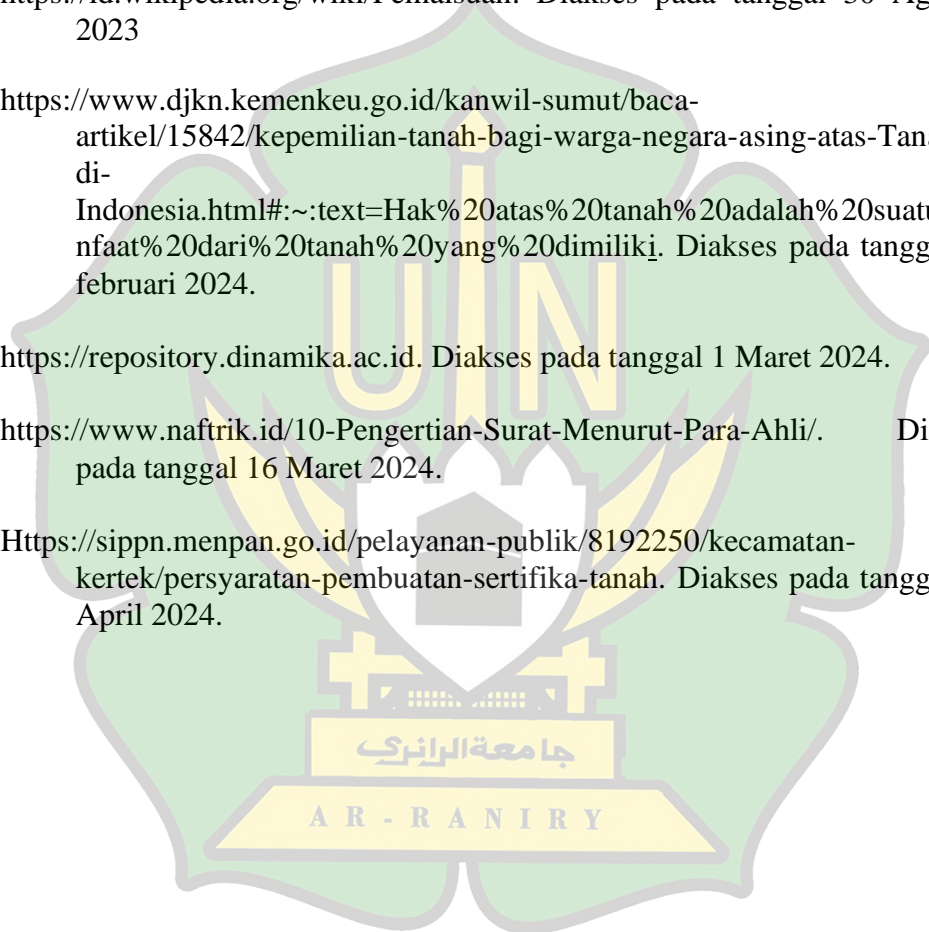 2023
https://www.djkn.kemenkeu.go.id/kanwil-sumut/baca-
artikel/15842/kepemilian-tanah-bagi-warga-negara-asing-atas-Tana
di-
Indonesia.html#:~:text=Hak%20atas%20tanah%20adalah%20suatu
nfaat%20dari%20tanah%20yang%20dimiliki. Diakses pada tangg
februari 2024.
https://repository.dinamika.ac.id. Diakses pada tanggal 1 Maret 2024.
https://www.naftrik.id/10-Pengertian-Surat-Menurut-Para-Ahli/. Di
pada tanggal 16 Maret 2024.
Https://sippn.menpan.go.id/pelayanan-publik/8192250/kecamatan-
kertek/persyaratan-pembuatan-sertifika-tanah. Diakses pada tangg
April 2024.
UIN
جامعة الرانري
AR-RANIRY